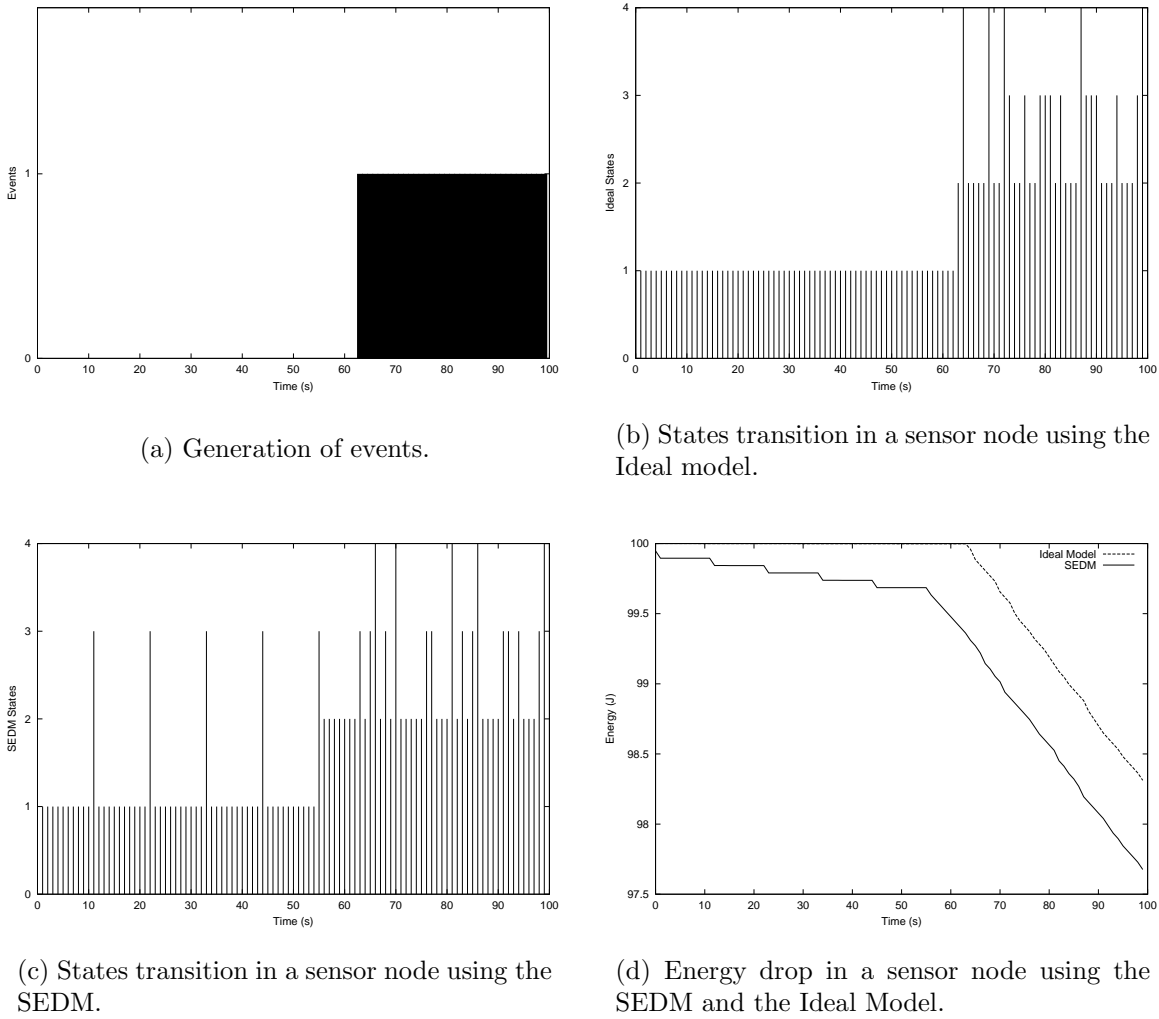 1
Events
0
0 10 20 30 40 50 60 70 80 90 100
Time (s)
(a) Generation of events.
4
3
Ideal States
2
1
0
0 10 20 30 40 50 60 70 80 90 100
Time (s)
(b) States transition in a sensor node using the
Ideal model.
4
3
SEDM States
2
1
0
0 10 20 30 40 50 60 70 80 90 100
Time (s)
(c) States transition in a sensor node using the
SEDM.
100
Ideal Model
SEDM
99.5
99
Energy (J)
98.5
98
97.5
0 10 20 30 40 50 60 70 80 90 100
Time (s)
(d) Energy drop in a sensor node using the
SEDM and the Ideal Model.